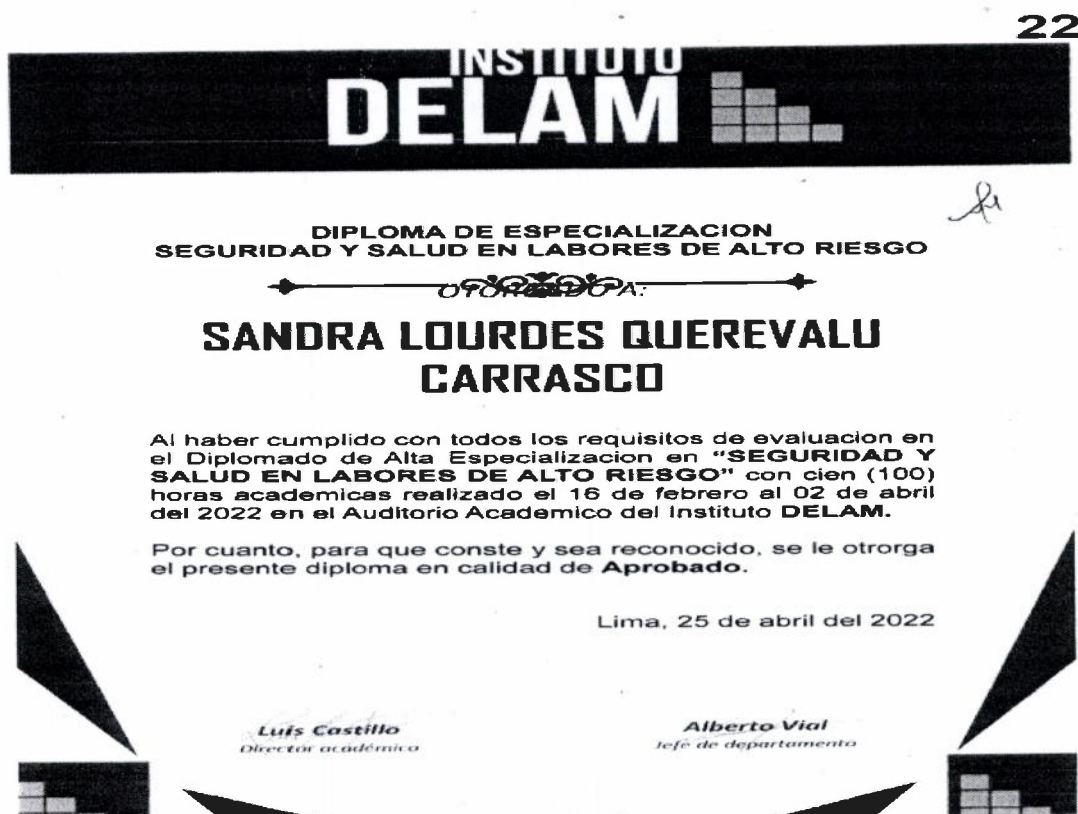 22
INSTITUTO
DELAM
DIPLOMA DE ESPECIALIZACION
SEGURIDAD Y SALUD EN LABORES DE ALTO RIESGO
OTORGADO A:
SANDRA LOURDES QUEREVALU
CARRASCO
Al haber cumplido con todos los requisitos de evaluacion en
el Diplomado de Alta Especializacion en “SEGURIDAD Y
SALUD EN LABORES DE ALTO RIESGO” con cien (100)
horas academicas realizado el 16 de febrero al 02 de abril
del 2022 en el Auditorio Academico del Instituto DELAM.
Por cuanto, para que conste y sea reconocido, se le otrorga
el presente diploma en calidad de Aprobado.
Lima, 25 de abril del 2022
Luis Castillo
Director académico
Alberto Vial
Jefe de departamento